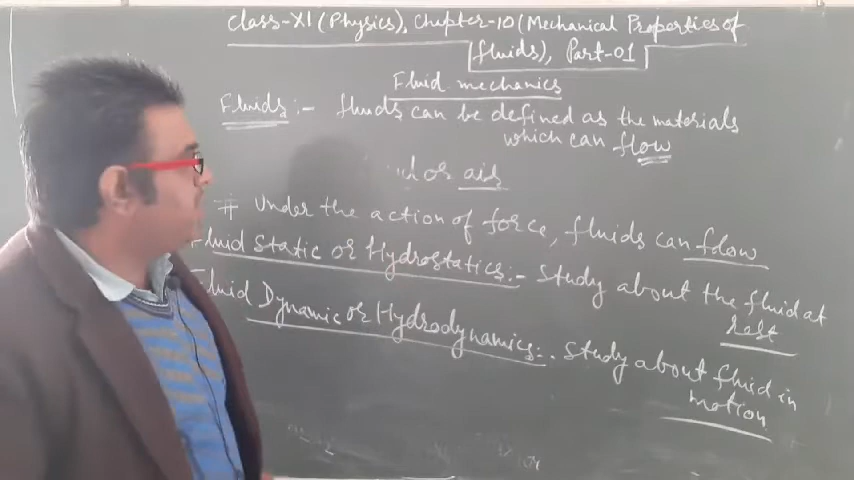 Class-XI (Physics), Chapter-10 (Mechanical Properties of
fluids), Part-01
Fluid mechanics
Fluids:- fluids can be defined as the materials
which can flow
or air
# Under the action of force, fluids can flow
Fluid static or Hydrostatics:- Study about the fluid at
rest
Fluid Dynamic or Hydrodynamics:- Study about fluid in
motion